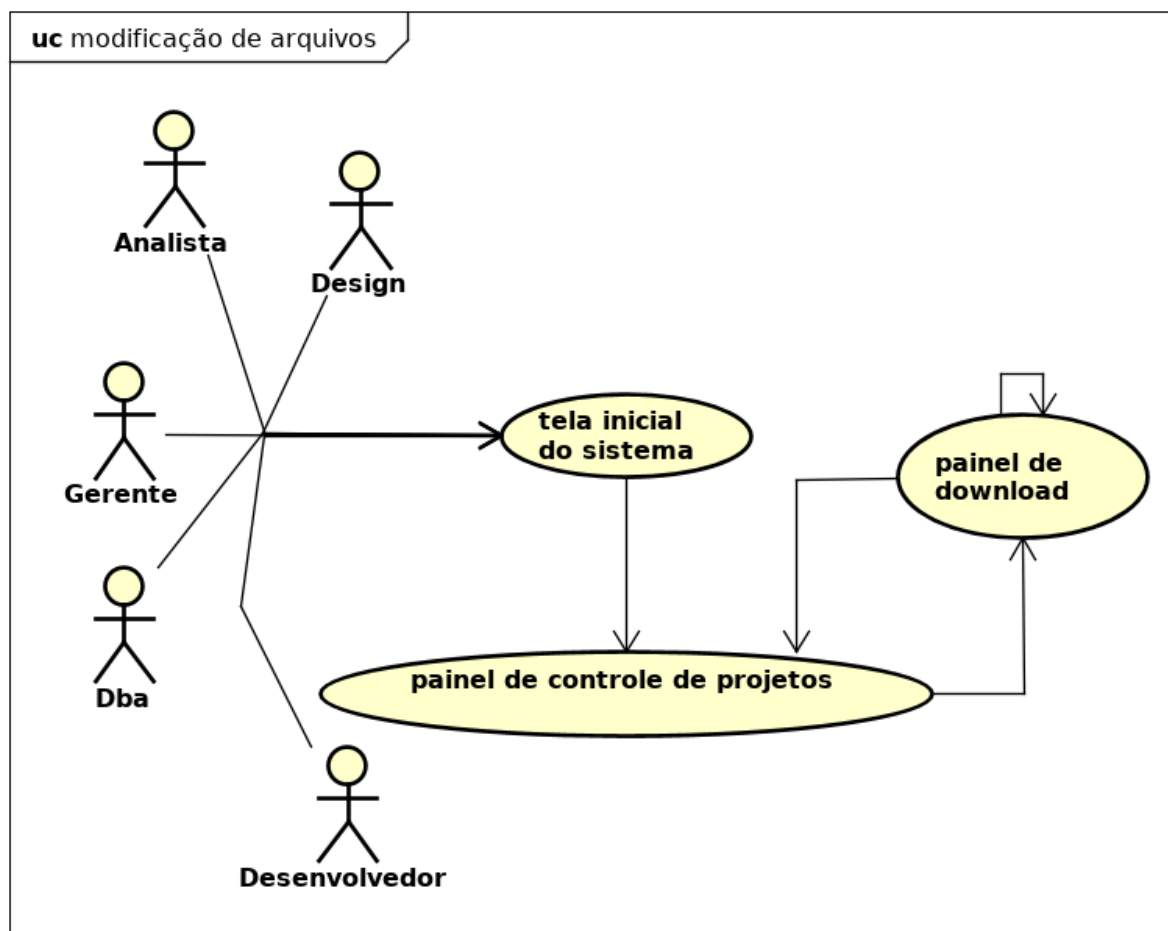 uc modificação de arquivos
Analista
Design
Gerente
tela inicial
do sistema
painel de
download
Dba
painel de controle de projetos
Desenvolvedor